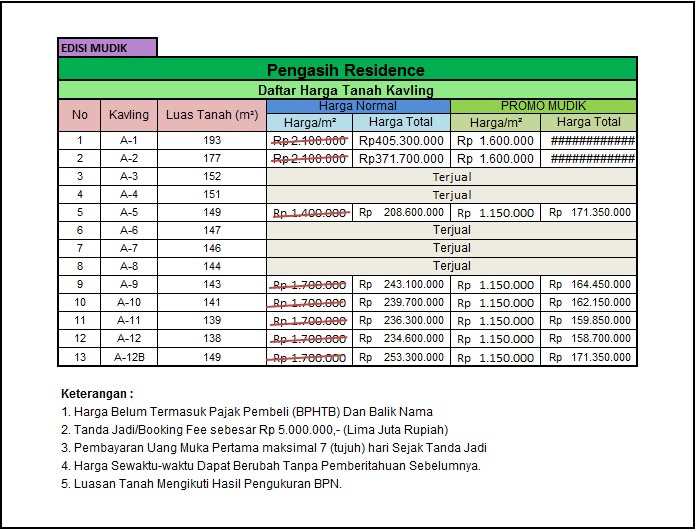 EDISI MUDIK
Pengasih Residence
Daftar Harga Tanah Kavling
No Kavling Luas Tanah (m²) Harga Normal PROMO MUDIK
Harga/m² Harga Total Harga/m² Harga Total
1 A-1 193 Rp 2.100.000 Rp405.300.000 Rp 1.600.000 ############
2 A-2 177 Rp 2.100.000 Rp371.700.000 Rp 1.600.000 ############
3 A-3 152 Terjual
4 A-4 151 Terjual
5 A-5 149 Rp 1.400.000 Rp 208.600.000 Rp 1.150.000 Rp 171.350.000
6 A-6 147 Terjual
7 A-7 146 Terjual
8 A-8 144 Terjual
9 A-9 143 Rp 1.700.000 Rp 243.100.000 Rp 1.150.000 Rp 164.450.000
10 A-10 141 Rp 1.700.000 Rp 239.700.000 Rp 1.150.000 Rp 162.150.000
11 A-11 139 Rp 1.700.000 Rp 236.300.000 Rp 1.150.000 Rp 159.850.000
12 A-12 138 Rp 1.700.000 Rp 234.600.000 Rp 1.150.000 Rp 158.700.000
13 A-12B 149 Rp 1.700.000 Rp 253.300.000 Rp 1.150.000 Rp 171.350.000
Keterangan :
1. Harga Belum Termasuk Pajak Pembeli (BPHTB) Dan Balik Nama
2. Tanda Jadi/Booking Fee sebesar Rp 5.000.000,- (Lima Juta Rupiah)
3. Pembayaran Uang Muka Pertama maksimal 7 (tujuh) hari Sejak Tanda Jadi
4. Harga Sewaktu-waktu Dapat Berubah Tanpa Pemberitahuan Sebelumnya.
5. Luasan Tanah Mengikuti Hasil Pengukuran BPN.